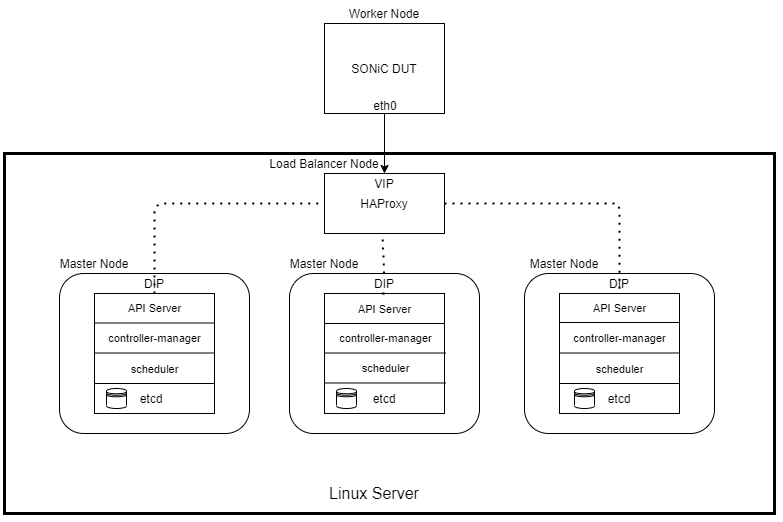 Worker Node
SONiC DUT
eth0
Load Balancer Node
VIP
HAProxy
Master Node
DIP
API Server
controller-manager
scheduler
etcd
Master Node
DIP
API Server
controller-manager
scheduler
etcd
Master Node
DIP
API Server
controller-manager
scheduler
etcd
Linux Server